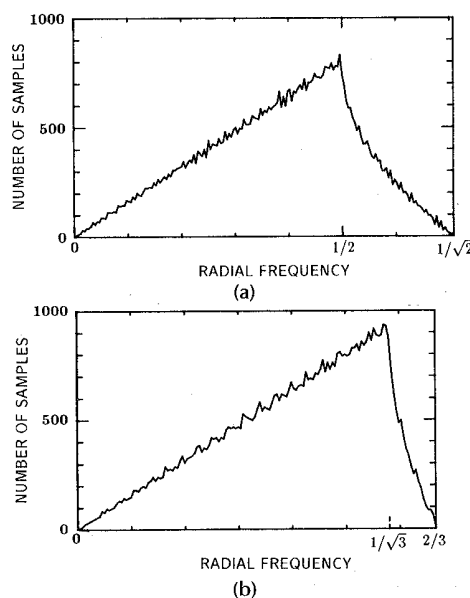 1000
500
0
NUMBER OF SAMPLES
0
1/2
1/√2
RADIAL FREQUENCY
(a)
1000
500
0
NUMBER OF SAMPLES
0
1/√3
2/3
RADIAL FREQUENCY
(b)